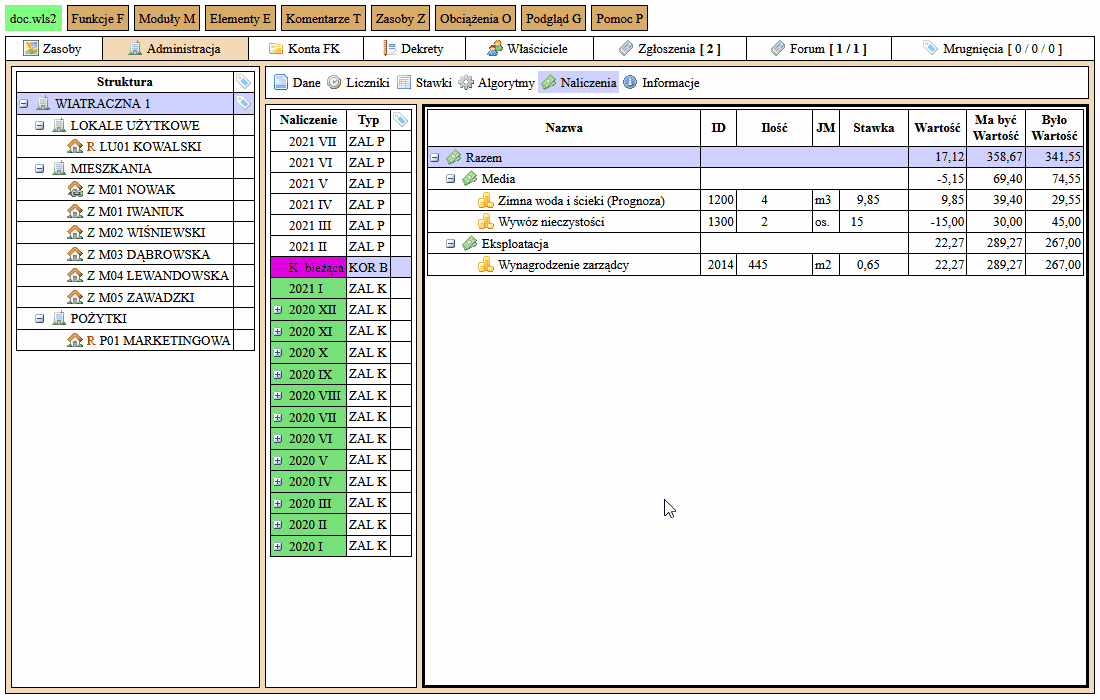 doc.wls2 Funkcje F Moduły M Elementy E Komentarze T Zasoby Z Obciążenia O Podgląd G Pomoc P
Zasoby Administracja Konta FK Dekrety Właściciele Zgłoszenia [ 2 ] Forum [ 1 / 1 ] Mrugnięcia [ 0 / 0 / 0 ]
Struktura
WIATRACZNA 1
LOKALE UŻYTKOWE
R LU01 KOWALSKI
MIESZKANIA
Z M01 NOWAK
Z M01 IWANIUK
Z M02 WIŚNIEWSKI
Z M03 DĄBROWSKA
Z M04 LEWANDOWSKA
Z M05 ZAWADZKI
POŻYTKI
R P01 MARKETINGOWA
Dane Liczniki Stawki Algorytmy Naliczenia Informacje
Naliczenie Typ
2021 VII ZAL P
2021 VI ZAL P
2021 V ZAL P
2021 IV ZAL P
2021 III ZAL P
2021 II ZAL P
K. bieżąca KOR B
2021 I ZAL K
2020 XII ZAL K
2020 XI ZAL K
2020 X ZAL K
2020 IX ZAL K
2020 VIII ZAL K
2020 VII ZAL K
2020 VI ZAL K
2020 V ZAL K
2020 IV ZAL K
2020 III ZAL K
2020 II ZAL K
2020 I ZAL K
Nazwa ID Ilość JM Stawka Wartość Ma być Wartość Było Wartość
Razem 17,12 358,67 341,55
Media -5,15 69,40 74,55
Zimna woda i ścieki (Prognoza) 1200 4 m3 9,85 9,85 39,40 29,55
Wywóz nieczystości 1300 2 os. 15 -15,00 30,00 45,00
Eksploatacja 22,27 289,27 267,00
Wynagrodzenie zarządcy 2014 445 m2 0,65 22,27 289,27 267,00